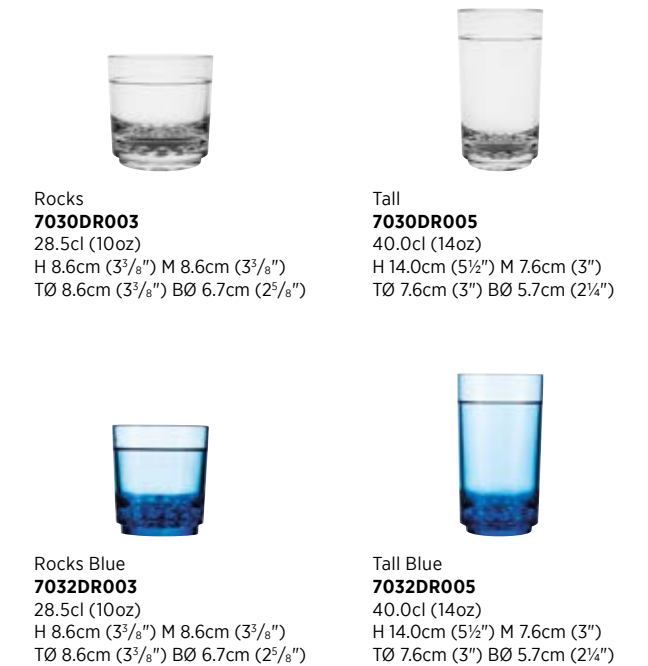 Rocks
7030DR003
28.5cl (10oz)
H 8.6cm (3³/₈") M 8.6cm (3³/₈")
TØ 8.6cm (3³/₈") BØ 6.7cm (2⁵/₈")
Tall
7030DR005
40.0cl (14oz)
H 14.0cm (5½") M 7.6cm (3")
TØ 7.6cm (3") BØ 5.7cm (2¼")
Rocks Blue
7032DR003
28.5cl (10oz)
H 8.6cm (3³/₈") M 8.6cm (3³/₈")
TØ 8.6cm (3³/₈") BØ 6.7cm (2⁵/₈")
Tall Blue
7032DR005
40.0cl (14oz)
H 14.0cm (5½") M 7.6cm (3")
TØ 7.6cm (3") BØ 5.7cm (2¼")